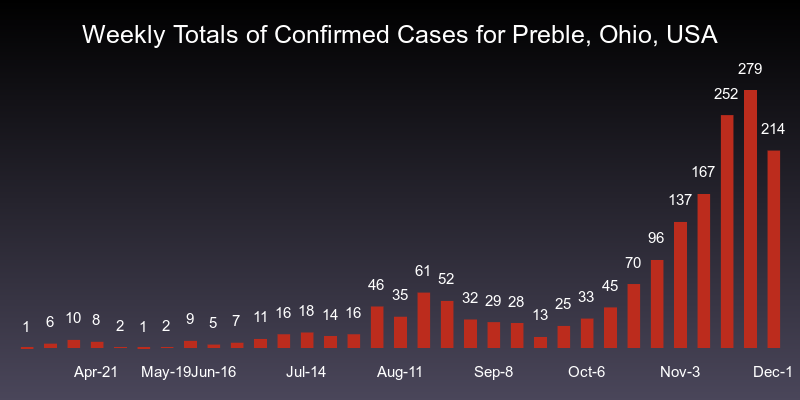 Weekly Totals of Confirmed Cases for Preble, Ohio, USA
1 6 10 8 2 1 2 9 5 7 11 16 18 14 16 46 35 61 52 32 29 28 13 25 33 45 70 96 137 167 252 279 214
Apr-21 May-19 Jun-16 Jul-14 Aug-11 Sep-8 Oct-6 Nov-3 Dec-1